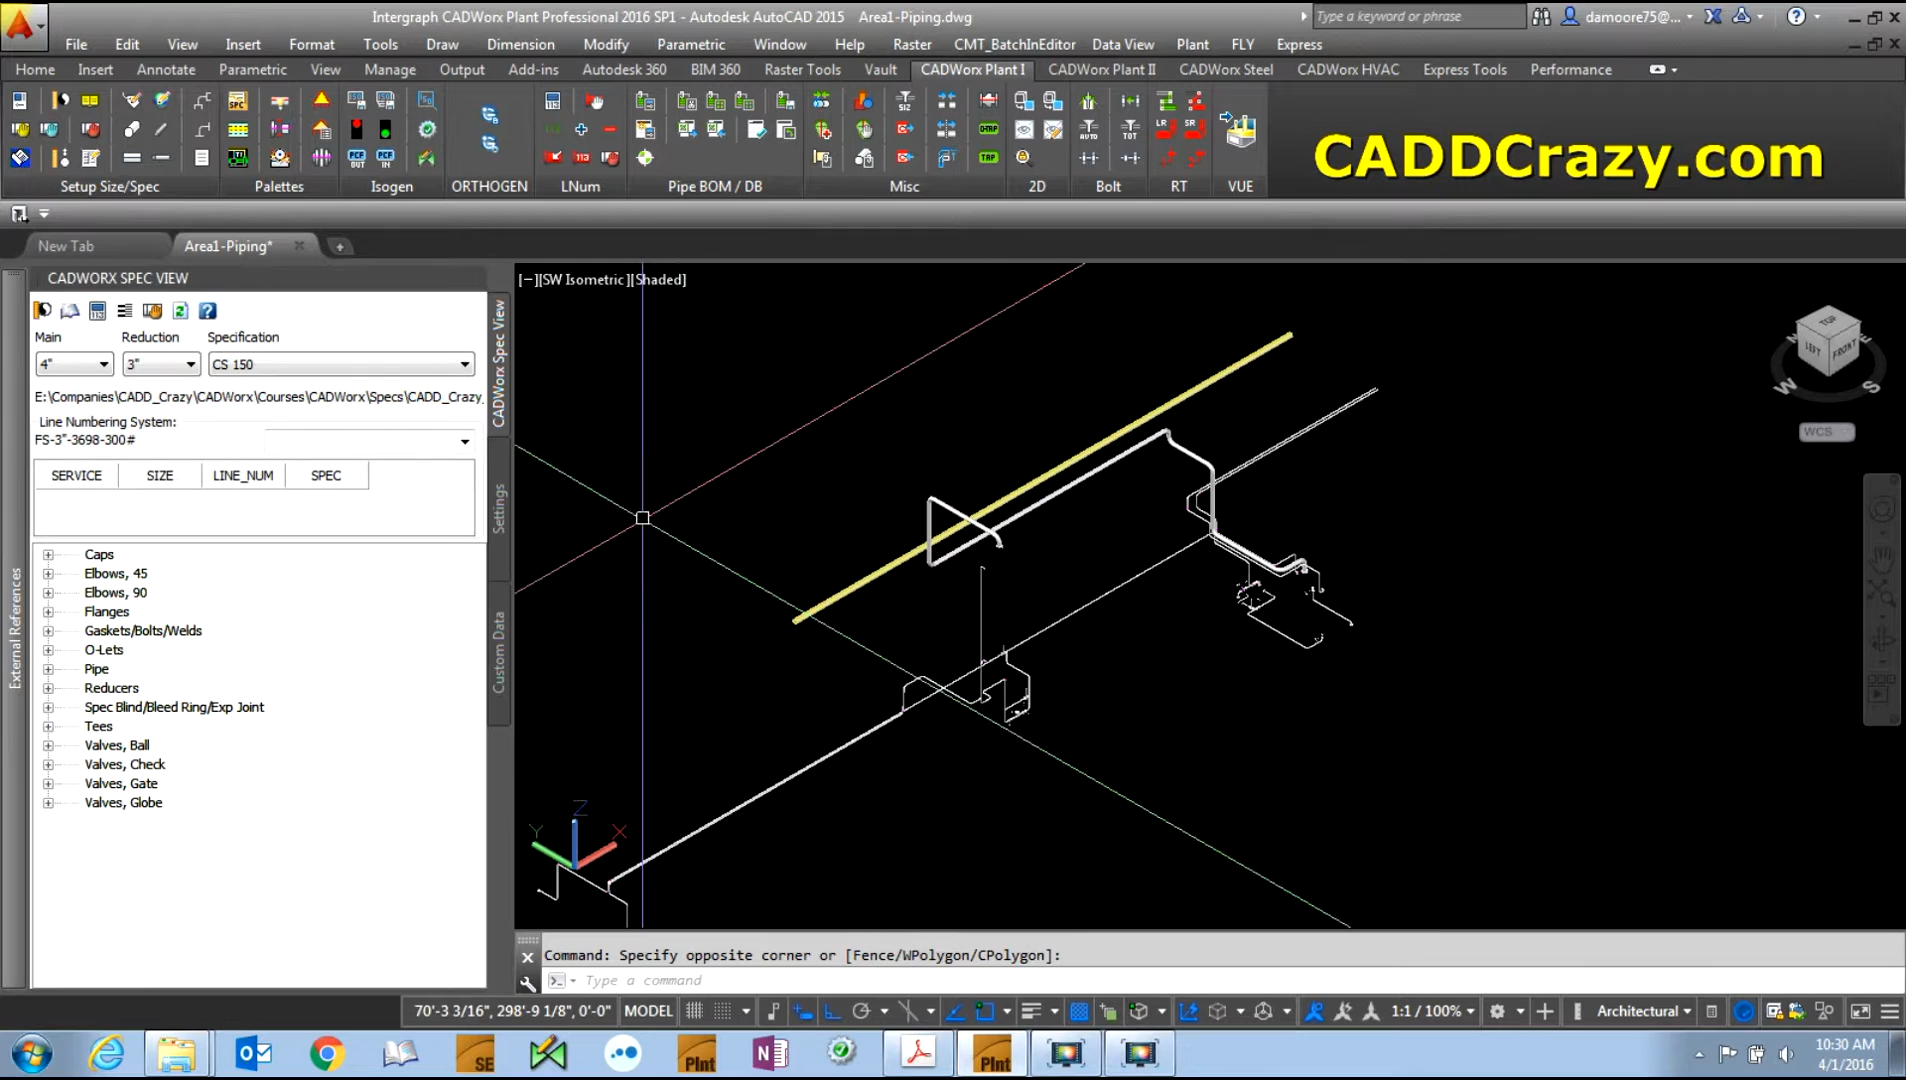 Intergraph CADWorx Plant Professional 2016 SP1 - Autodesk AutoCAD 2015 Area1-Piping.dwg
Type a keyword or phrase
damoore75@...
File Edit View Insert Format Tools Draw Dimension Modify Parametric Window Help Raster CMT_BatchInEditor Data View Plant FLY Express
Home Insert Annotate Parametric View Manage Output Add-ins Autodesk 360 BIM 360 Raster Tools Vault CADWorx Plant I CADWorx Plant II CADWorx Steel CADWorx HVAC Express Tools Performance
Setup Size/Spec Palettes Isogen ORTHOGEN LNum Pipe BOM / DB Misc 2D Bolt RT VUE
CADDCrazy.com
New Tab Area1-Piping*
CADWORX SPEC VIEW
[−][SW Isometric][Shaded]
Main Reduction Specification
4" 3" CS 150
E:\Companies\CADD_Crazy\CADWorx\Courses\CADWorx\Specs\CADD_Crazy_
Line Numbering System:
FS-3"-3698-300#
SERVICE SIZE LINE_NUM SPEC
Caps
Elbows, 45
Elbows, 90
Flanges
Gaskets/Bolts/Welds
O-Lets
Pipe
Reducers
Spec Blind/Bleed Ring/Exp Joint
Tees
Valves, Ball
Valves, Check
Valves, Gate
Valves, Globe
CADWorx Spec View
Settings
Custom Data
External References
TOP
LEFT FRONT
W S
WCS
Z
Y X
Command: Specify opposite corner or [Fence/WPolygon/CPolygon]:
Type a command
70'-3 3/16", 298'-9 1/8", 0'-0" MODEL 1:1 / 100% Architectural
10:30 AM
4/1/2016